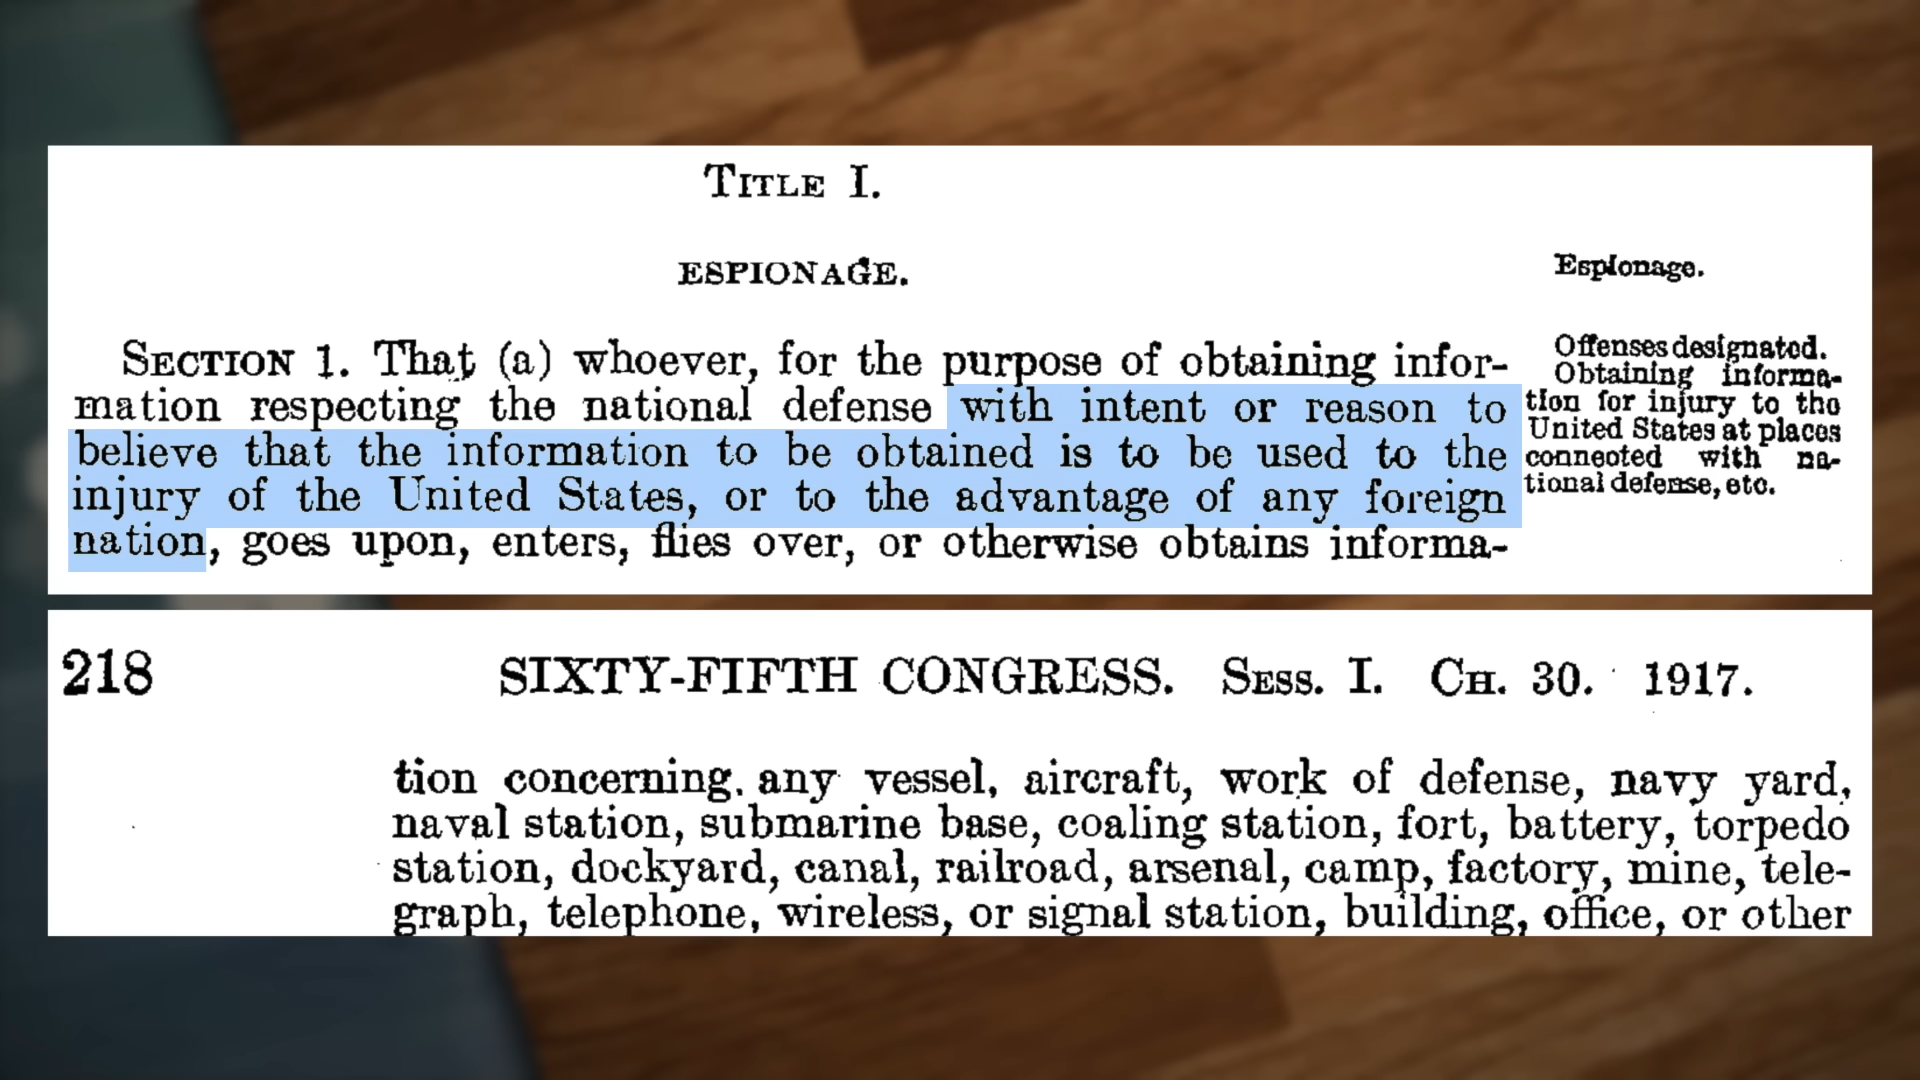 TITLE I.
ESPIONAGE.
SECTION 1. That (a) whoever, for the purpose of obtaining infor-
mation respecting the national defense with intent or reason to
believe that the information to be obtained is to be used to the
injury of the United States, or to the advantage of any foreign
nation, goes upon, enters, flies over, or otherwise obtains informa-
Espionage.
Offenses designated.
Obtaining informa-
tion for injury to the
United States at places
connected with na-
tional defense, etc.
218 SIXTY-FIFTH CONGRESS. SESS. I. CH. 30. 1917.
tion concerning any vessel, aircraft, work of defense, navy yard,
naval station, submarine base, coaling station, fort, battery, torpedo
station, dockyard, canal, railroad, arsenal, camp, factory, mine, tele-
graph, telephone, wireless, or signal station, building, office, or other